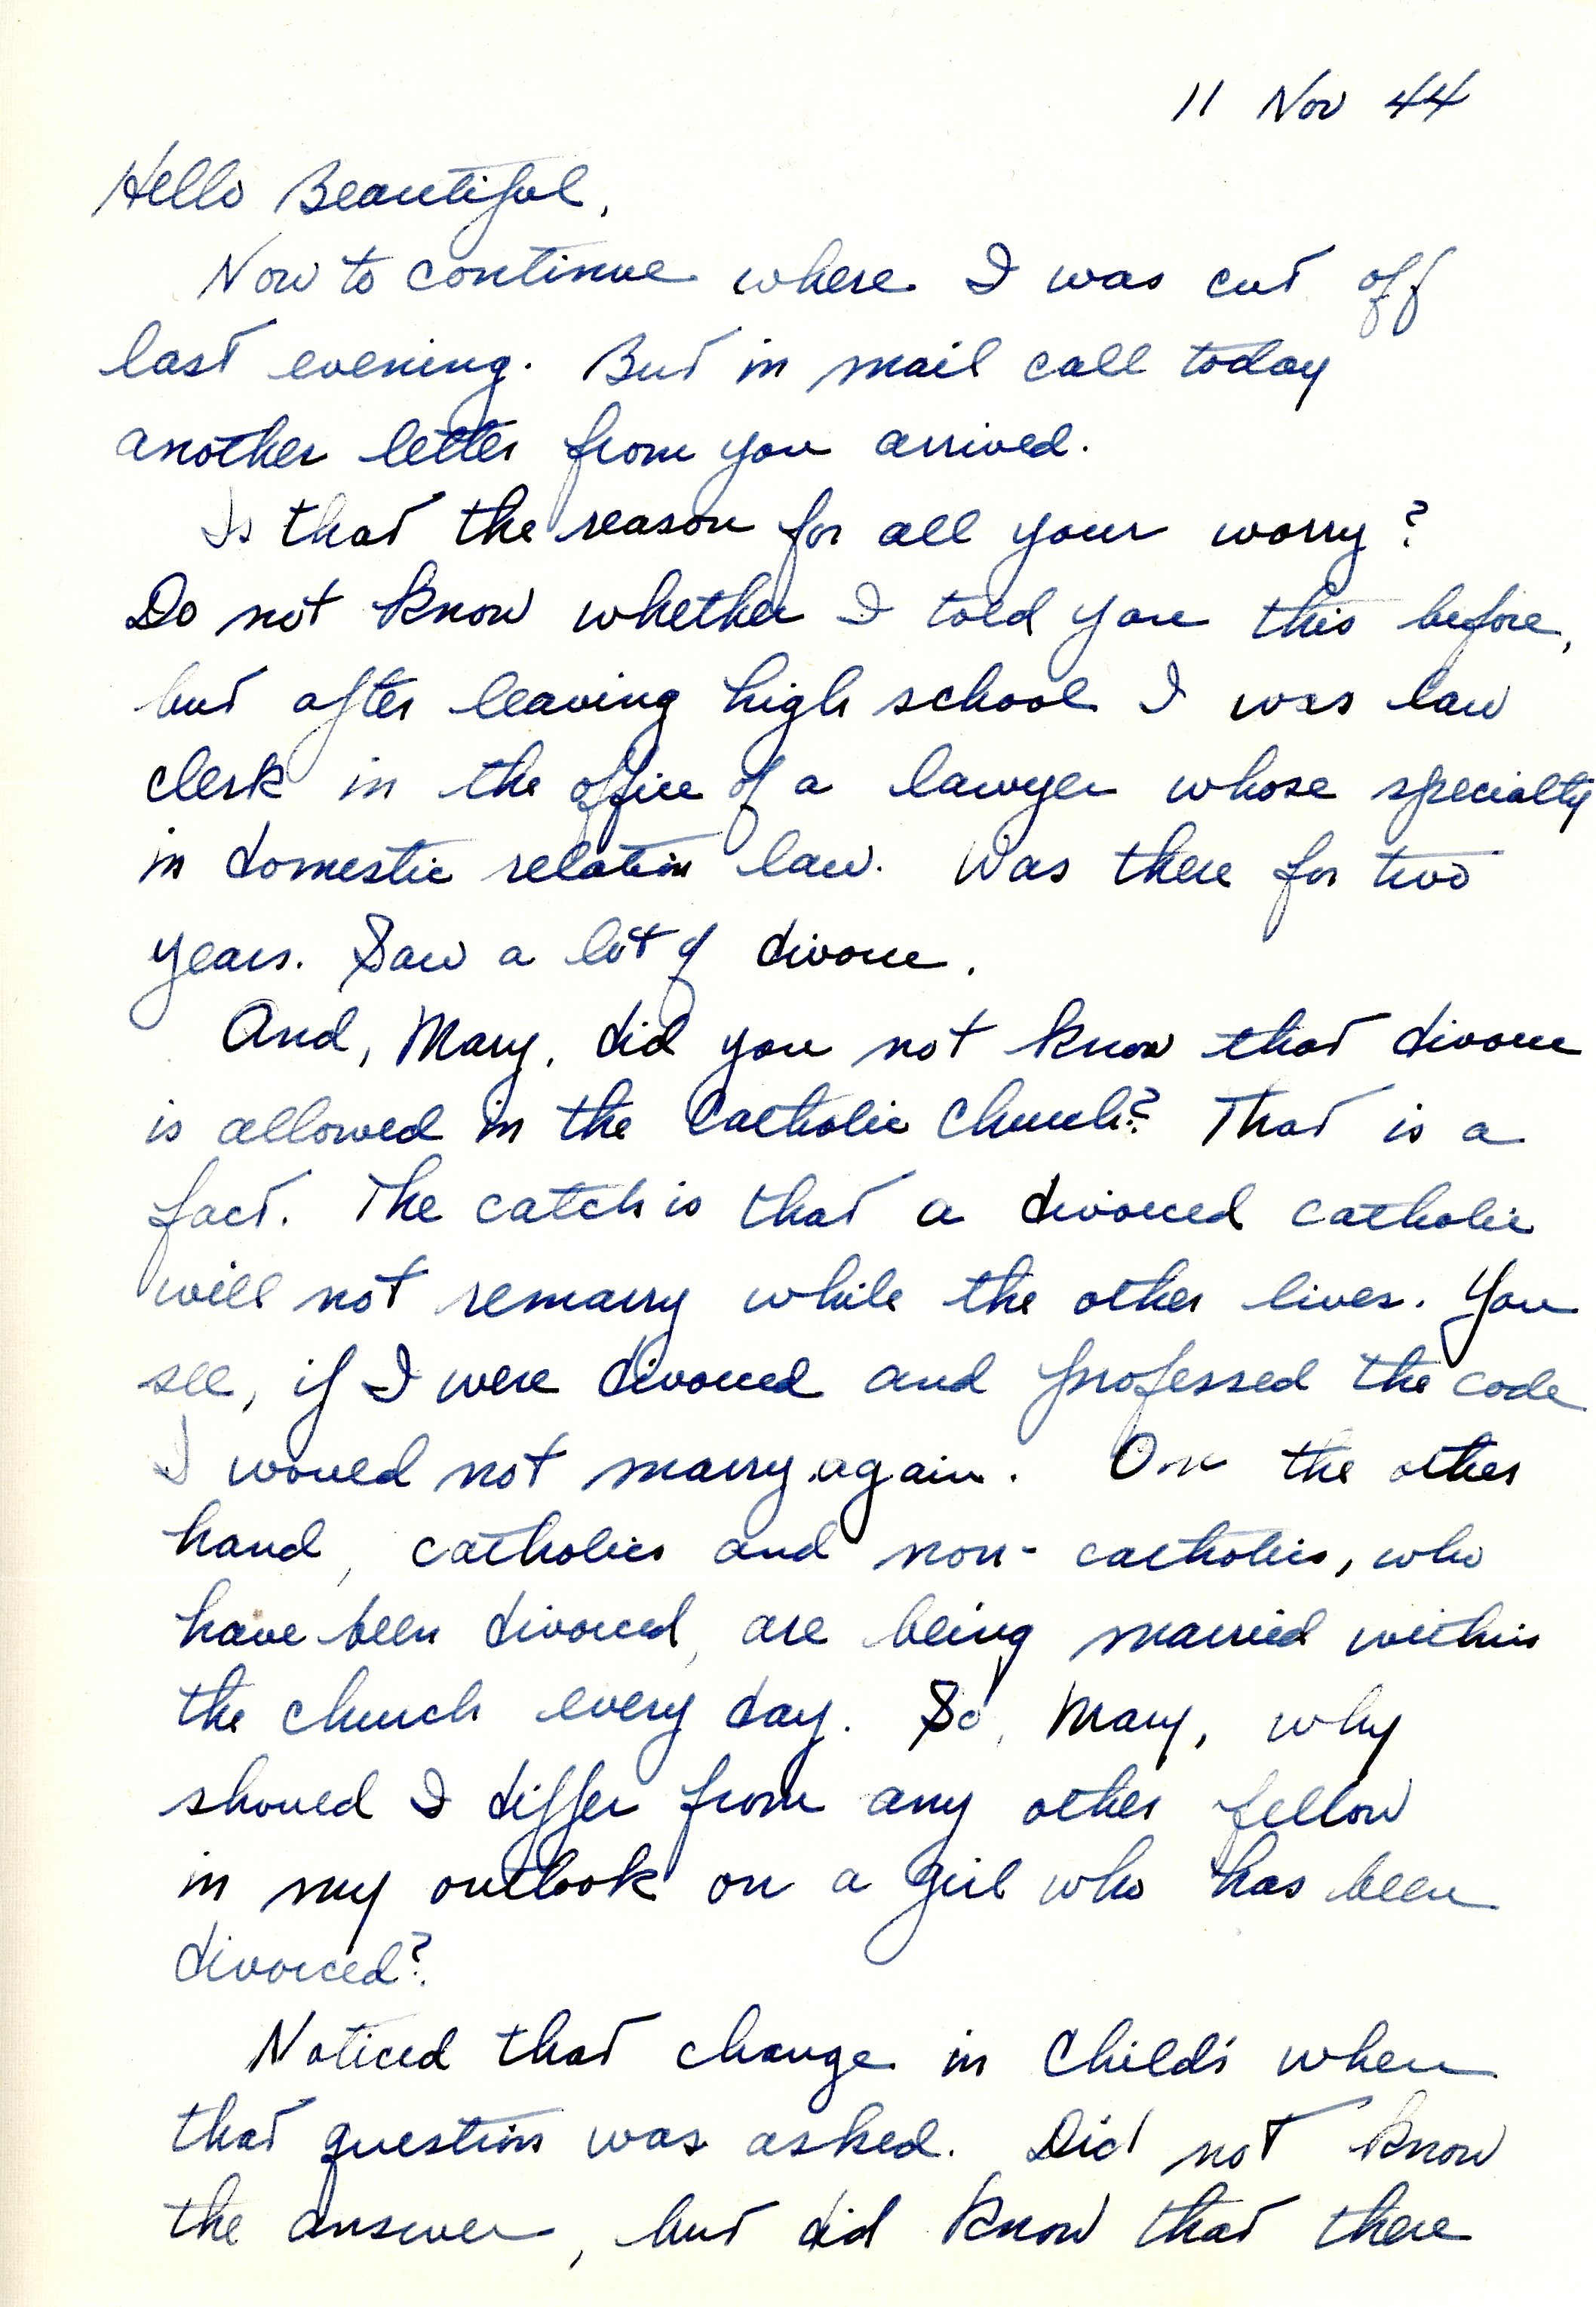 11 Nov 44
Hello Beautiful,
Now to continue where I was cut off
last evening. But in mail call today
another letter from you arrived.
Is that the reason for all your worry?
Do not know whether I told you this before,
but after leaving high school I was law
clerk in the office of a lawyer whose specialty
in domestic relation law. Was there for two
years. Saw a lot of divorce.
And, Mary, did you not know that divorce
is allowed in the Catholic Church? That is a
fact. The catch is that a divorced catholic
will not remarry while the other lives. You
see, if I were divorced and professed the code
I would not marry again. On the other
hand, catholics and non-catholics, who
have been divorced, are being married within
the church every day. So, Mary, why
should I differ from any other fellow
in my outlook on a girl who has been
divorced?
Noticed that change in Child's when
that question was asked. Did not know
the answer, but did know that there